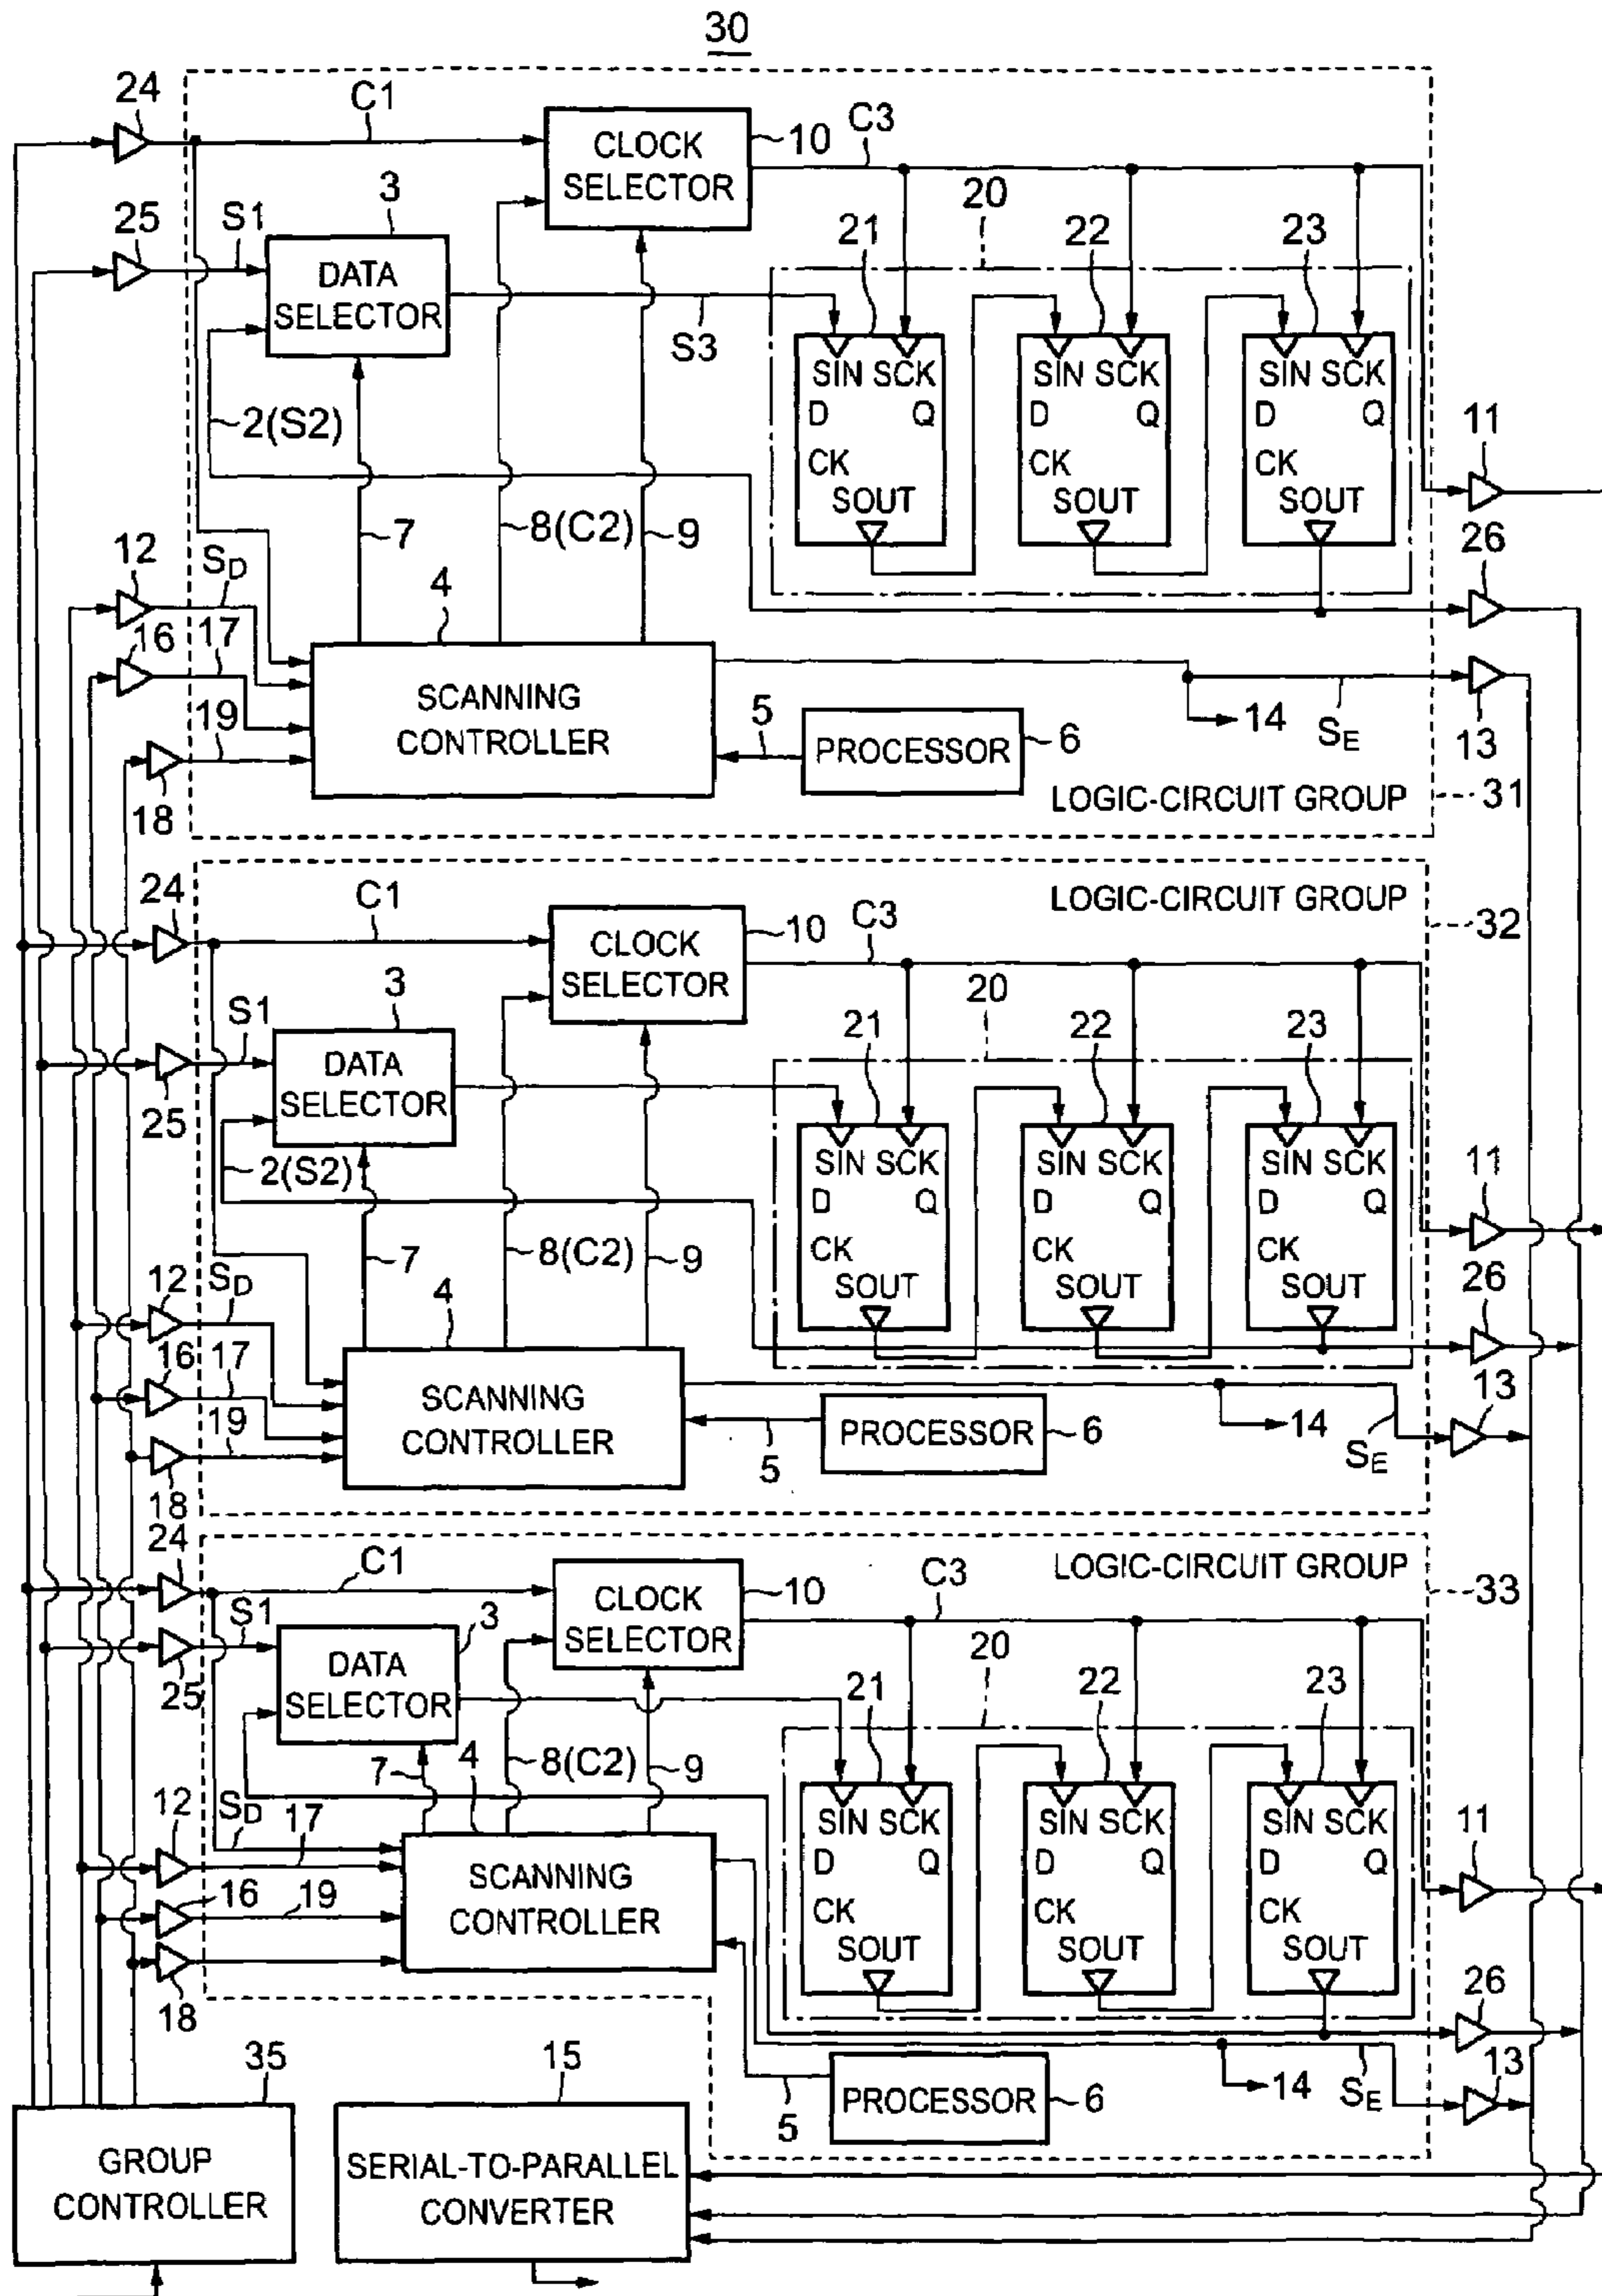 30
24
C1
CLOCK
SELECTOR
10
C3
25
S1
3
DATA
SELECTOR
20
21
22
23
S3
SIN SCK
D Q
CK
SOUT
SIN SCK
D Q
CK
SOUT
SIN SCK
D Q
CK
SOUT
2(S2)
7
8(C2)
9
11
26
12
SD
16
17
4
19
18
SCANNING
CONTROLLER
5
PROCESSOR
6
14
SE
13
LOGIC-CIRCUIT GROUP
31
24
C1
CLOCK
SELECTOR
10
C3
LOGIC-CIRCUIT GROUP
32
25
S1
3
DATA
SELECTOR
20
21
22
23
SIN SCK
D Q
CK
SOUT
SIN SCK
D Q
CK
SOUT
SIN SCK
D Q
CK
SOUT
2(S2)
7
8(C2)
9
11
26
12
SD
16
17
4
19
18
SCANNING
CONTROLLER
5
PROCESSOR
6
14
SE
13
24
C1
CLOCK
SELECTOR
10
C3
LOGIC-CIRCUIT GROUP
33
25
S1
3
DATA
SELECTOR
20
21
22
23
SIN SCK
D Q
CK
SOUT
SIN SCK
D Q
CK
SOUT
SIN SCK
D Q
CK
SOUT
7
4
8(C2)
9
12
SD
17
16
19
18
SCANNING
CONTROLLER
11
26
5
PROCESSOR
6
14
SE
13
35
GROUP
CONTROLLER
15
SERIAL-TO-PARALLEL
CONVERTER